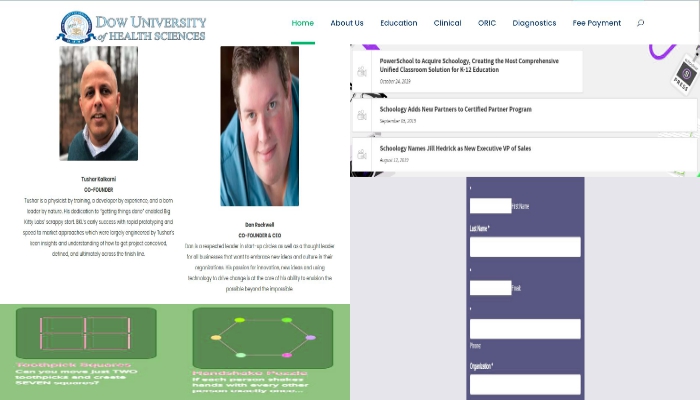 DOW UNIVERSITY
of HEALTH SCIENCES
Home
About Us
Education
Clinical
ORIC
Diagnostics
Fee Payment
Tushar Kalkarni
CO-FOUNDER
Tushar is a physicist by training, a developer by experience, and a born
leader by nature. His dedication to "getting things done" enabled Big
Kitty Labs' scrappy start. BKL's early success with rapid prototyping and
speed to market approaches which were largely engineered by Tushar's
keen insights and understanding of how to get project conceived,
defined, and ultimately across the finish line.
Dan Rockwell
CO-FOUNDER & CEO
Dan is a repeated leader in start-up circles as well as a thought leader
for all businesses that want to embrace new ideas and culture in their
organizations. His passion for innovation, new ideas and using
technology to drive change is at the core of his ability to envision the
possible beyond the impossible.
PowerSchool to Acquire Schoology, Creating the Most Comprehensive
Unified Classroom Solution for K-12 Education
October 24, 2019
Schoology Adds New Partners to Certified Partner Program
September 18, 2019
Schoology Names Jill Hedrick as New Executive VP of Sales
August 12, 2019
PRESS
*
First Name
Last Name *
*
Email
*
Phone
Organization *
Toothpick Squares
Can you move just TWO
toothpicks and create
SEVEN squares?
Handshake Puzzle
If each person shakes
hands with every other
person exactly once...